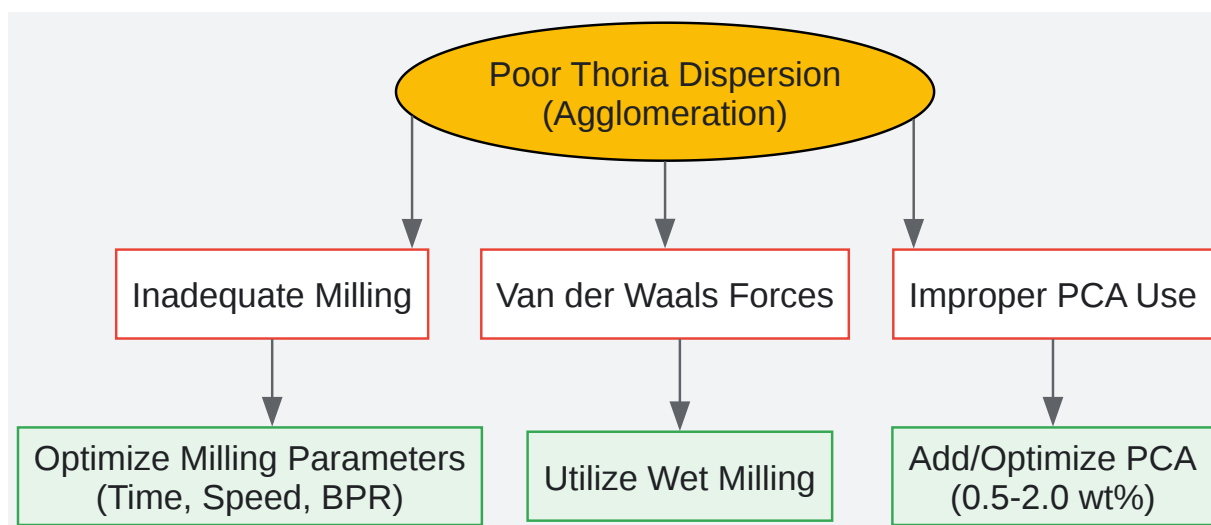 Poor Thoria Dispersion
(Agglomeration)
Inadequate Milling
Van der Waals Forces
Improper PCA Use
Optimize Milling Parameters
(Time, Speed, BPR)
Utilize Wet Milling
Add/Optimize PCA
(0.5-2.0 wt%)